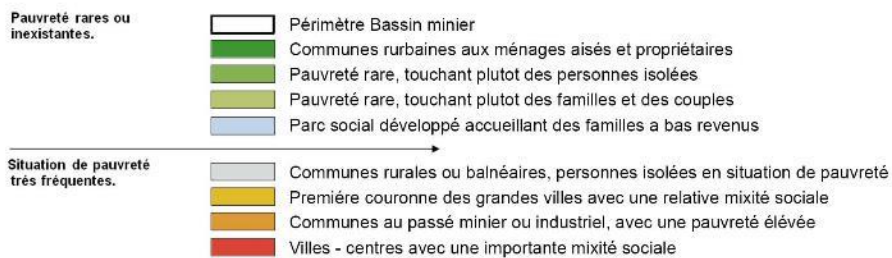 Pauvreté rares ou
inexistantes.
Périmètre Bassin minier
Communes rurbaines aux ménages aisés et propriétaires
Pauvreté rare, touchant plutot des personnes isolées
Pauvreté rare, touchant plutot des familles et des couples
Parc social développé accueillant des familles a bas revenus
Situation de pauvreté
trés fréquentes.
Communes rurales ou balnéaires, personnes isolées en situation de pauvreté
Premiére couronne des grandes villes avec une relative mixité sociale
Communes au passé minier ou industriel, avec une pauvreté élévée
Villes - centres avec une importante mixité sociale